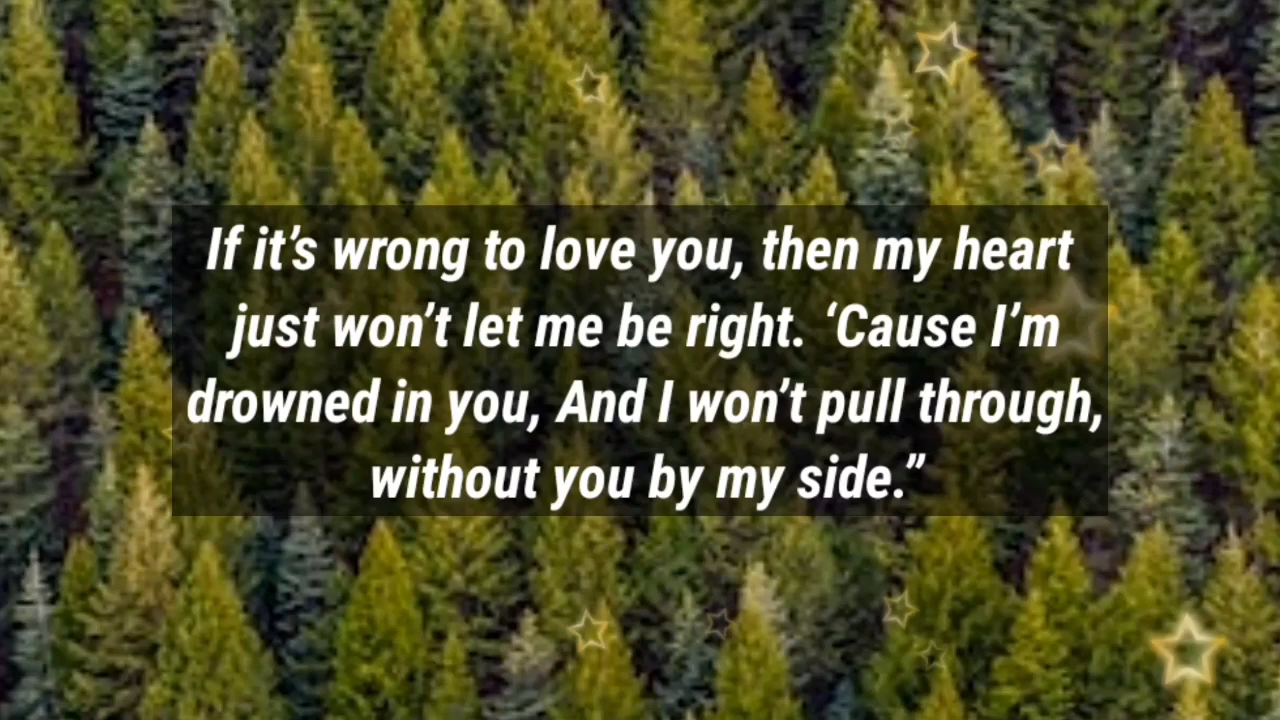 If it’s wrong to love you, then my heart
just won’t let me be right. ‘Cause I’m
drowned in you, And I won’t pull through,
without you by my side.”